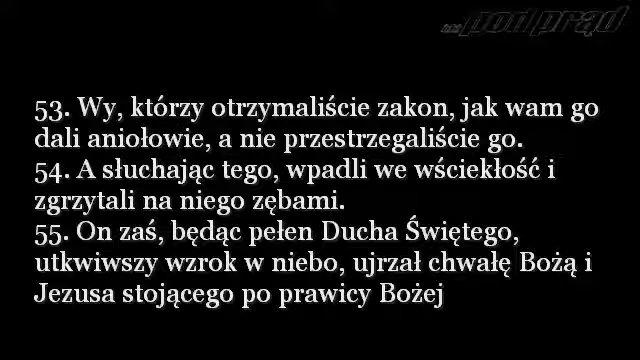 pod prąd
53. Wy, którzy otrzymaliście zakon, jak wam go
dali aniołowie, a nie przestrzegaliście go.
54. A słuchając tego, wpadli we wściekłość i
zgrzytali na niego zębami.
55. On zaś, będąc pełen Ducha Świętego,
utkwiwszy wzrok w niebo, ujrzał chwałę Bożą i
Jezusa stojącego po prawicy Bożej